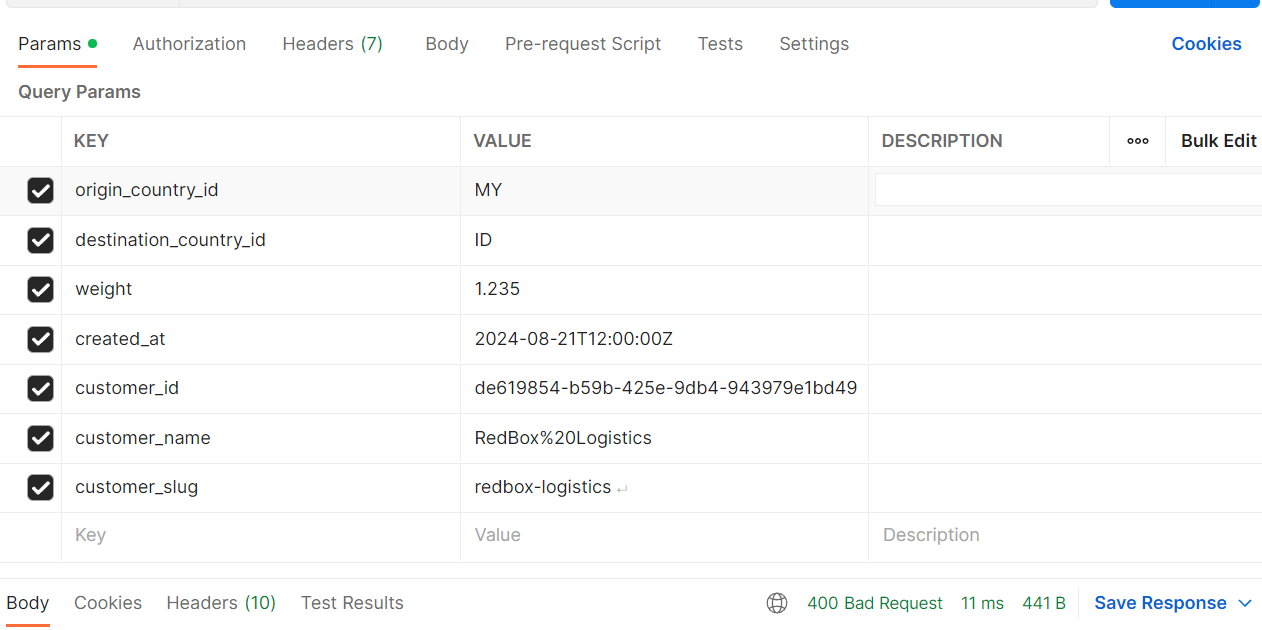 Params Authorization Headers (7) Body Pre-request Script Tests Settings Cookies
Query Params
KEY VALUE DESCRIPTION ooo Bulk Edit
origin_country_id MY
destination_country_id ID
weight 1.235
created_at 2024-08-21T12:00:00Z
customer_id de619854-b59b-425e-9db4-943979e1bd49
customer_name RedBox%20Logistics
customer_slug redbox-logistics ↵
Key Value Description
Body Cookies Headers (10) Test Results 400 Bad Request 11 ms 441 B Save Response